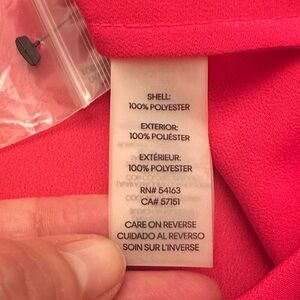 SHELL:
100% POLYESTER
EXTERIOR:
100% POLIÉSTER
EXTÉRIEUR:
100% POLYESTER
RN# 54163
CA# 57151
CARE ON REVERSE
CUIDADO AL REVERSO
SOIN SUR L'INVERSE